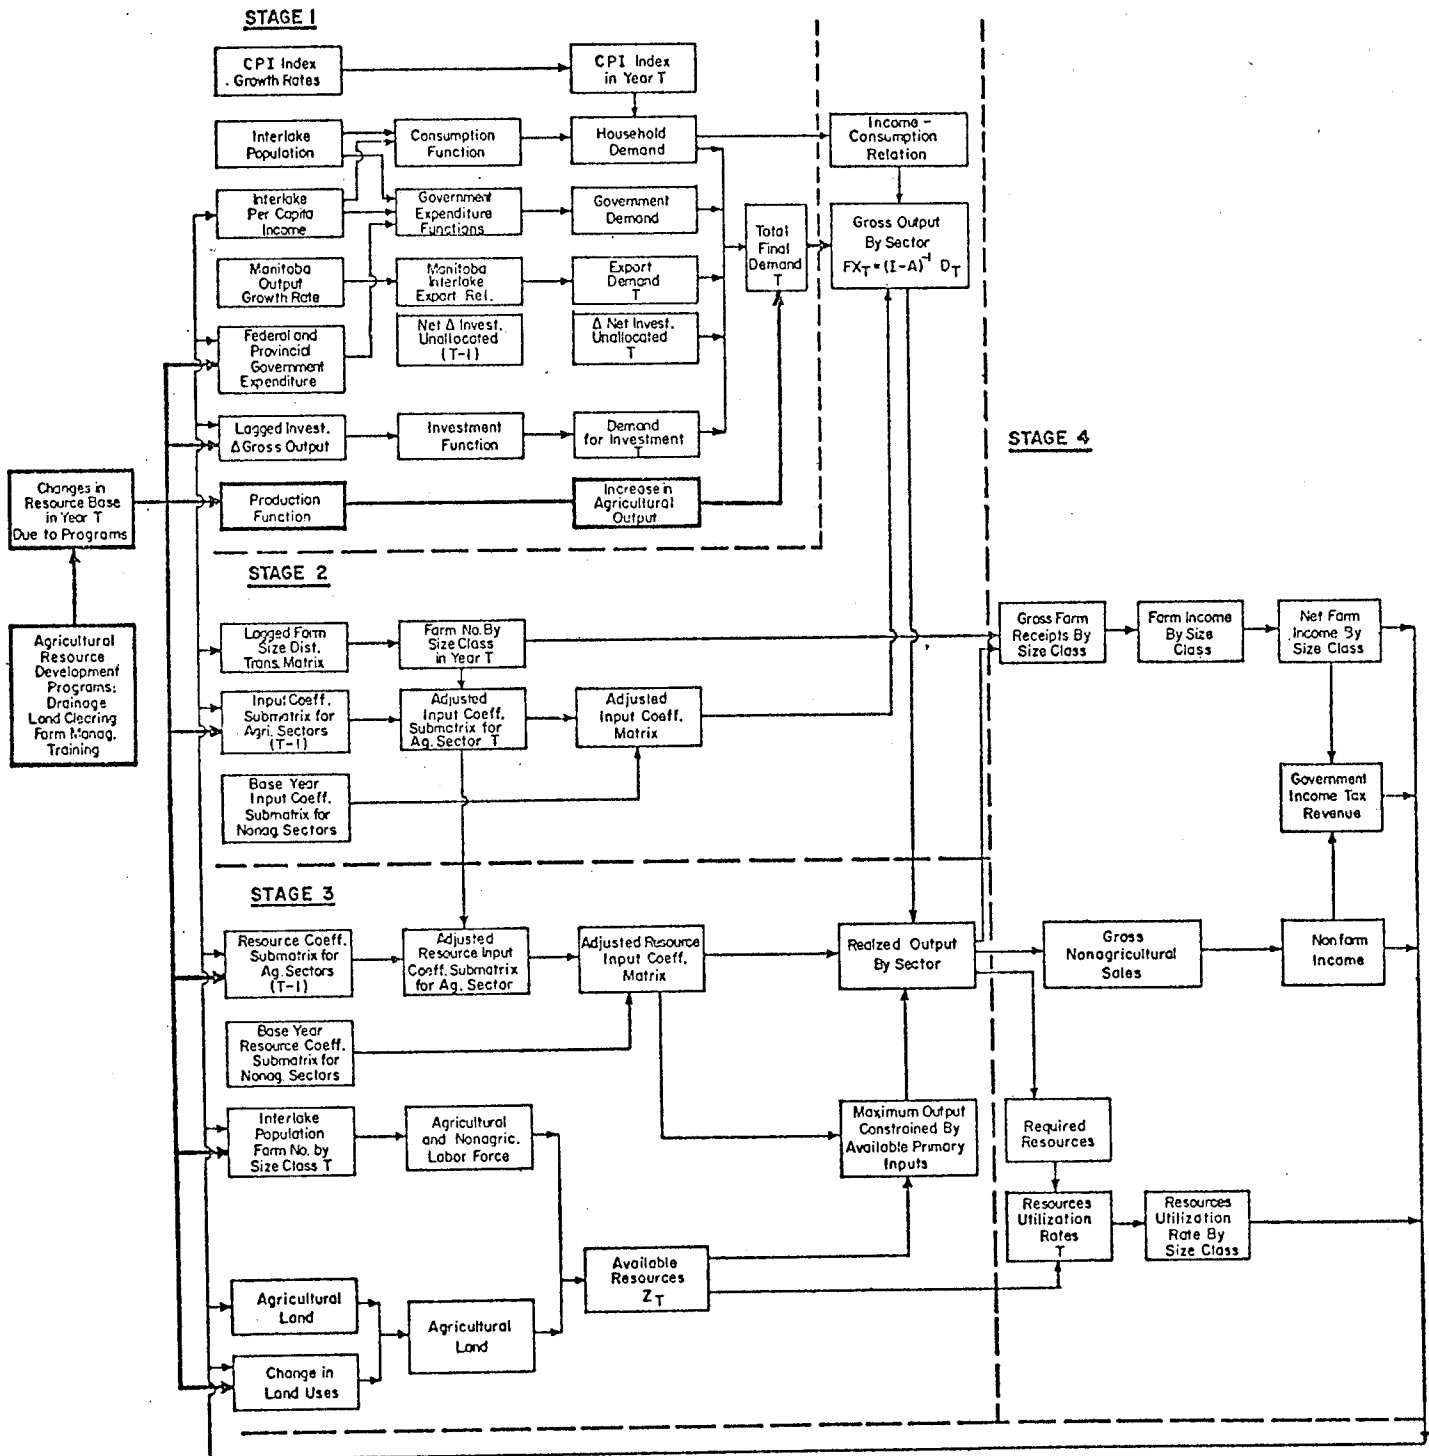 STAGE 1
CPI Index
Growth Rates
CPI Index
in Year T
Interlake
Population
Consumption
Function
Household
Demand
Income -
Consumption
Relation
Interlake
Per Capita
Income
Government
Expenditure
Functions
Government
Demand
Total
Final
Demand
T
Gross Output
By Sector
FX_T = (I-A)^-1 D_T
Manitoba
Output
Growth Rate
Manitoba
Interlake
Export Rel.
Export
Demand
T
Federal and
Provincial
Government
Expenditure
Net Δ Invest.
Unallocated
(T-1)
Δ Net Invest.
Unallocated
T
Lagged Invest.
Δ Gross Output
Investment
Function
Demand
for Investment
T
Changes in
Resource Base
in Year T
Due to Programs
Production
Function
Increase in
Agricultural
Output
Agricultural
Resource
Development
Programs:
Drainage
Land Clearing
Farm Manag.
Training
STAGE 2
Lagged Farm
Size Dist.
Trans. Matrix
Farm No. By
Size Class
in Year T
Input Coeff.
Submatrix for
Agri. Sectors
(T-1)
Adjusted
Input Coeff.
Submatrix for
Ag. Sector T
Adjusted
Input Coeff.
Matrix
Base Year
Input Coeff.
Submatrix for
Nonag. Sectors
STAGE 3
Resource Coeff.
Submatrix for
Ag. Sectors
(T-1)
Adjusted
Resource Input
Coeff. Submatrix
for Ag. Sector
Adjusted Resource
Input Coeff.
Matrix
Realized Output
By Sector
Base Year
Resource Coeff.
Submatrix for
Nonag. Sectors
Interlake
Population
Farm No. by
Size Class T
Agricultural
and Nonagric.
Labor Force
Maximum Output
Constrained By
Available Primary
Inputs
Agricultural
Land
Change in
Land Uses
Agricultural
Land
Available
Resources
Z_T
STAGE 4
Gross Farm
Receipts By
Size Class
Farm Income
By Size
Class
Net Farm
Income By
Size Class
Government
Income Tax
Revenue
Gross
Nonagricultural
Sales
Nonfarm
Income
Required
Resources
Resources
Utilization
Rates
T
Resources
Utilization
Rate By
Size Class